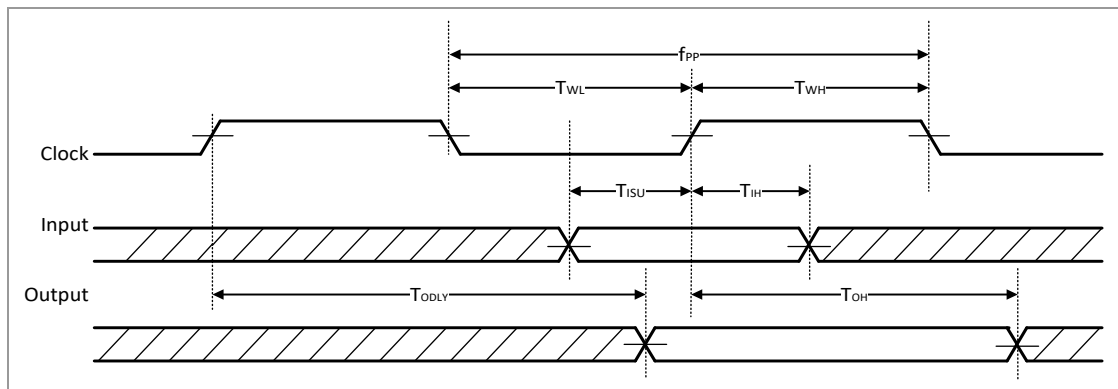 fPP
TWL
TWH
Clock
TISU
TIH
Input
Output
TODLY
TOH